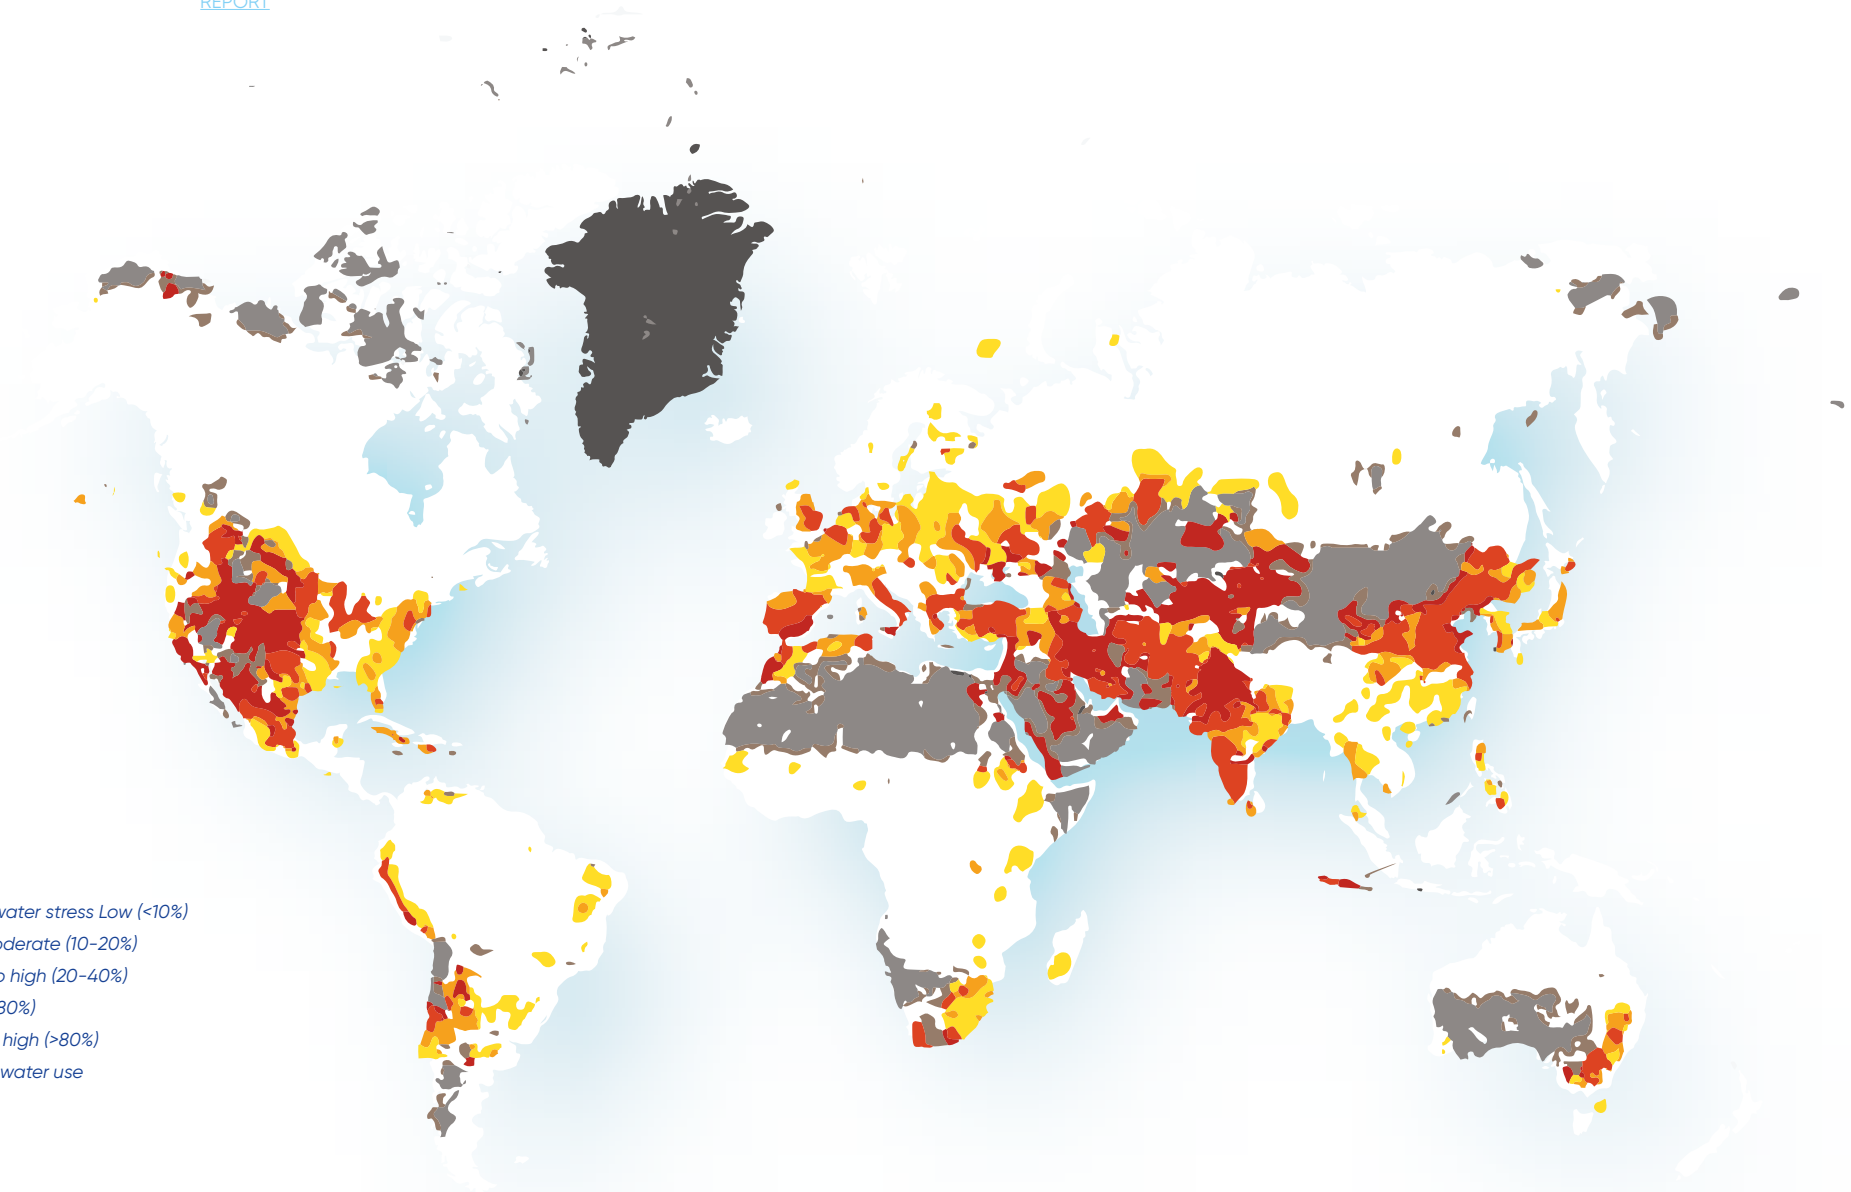 REPORT
water stress Low (<10%)
oderate (10-20%)
o high (20-40%)
80%)
high (>80%)
water use